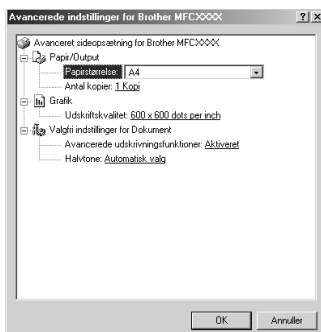 Avancerede indstillinger for Brother MFCXXXX
Avanceret sideopsætning for Brother MFCXXXX
Papir/Output
Papirstørrelse: A4
Antal kopier: 1 Kopi
Grafik
Udskriftskvalitet: 600 x 600 dots per inch
Valgfri indstillinger for Dokument
Avancerede udskrivningsfunktioner: Aktiveret
Halvtone: Automatisk valg
OK Annuller